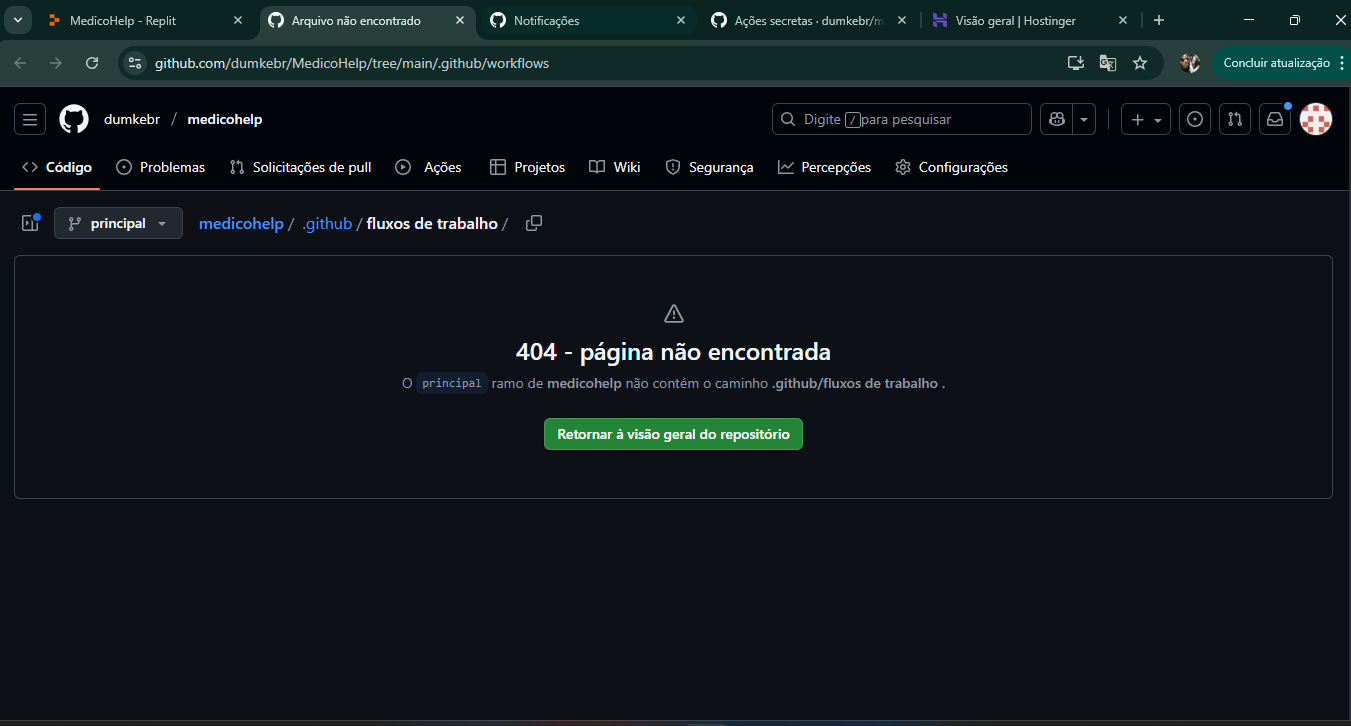 MedicoHelp - Replit
Arquivo não encontrado
Notificações
Ações secretas · dumkebr/m
Visão geral | Hostinger
github.com/dumkebr/MedicoHelp/tree/main/.github/workflows
Concluir atualização
dumkebr / medicohelp
Digite / para pesquisar
Código
Problemas
Solicitações de pull
Ações
Projetos
Wiki
Segurança
Percepções
Configurações
principal
medicohelp / .github / fluxos de trabalho /
404 - página não encontrada
O principal ramo de medicohelp não contém o caminho .github/fluxos de trabalho .
Retornar à visão geral do repositório